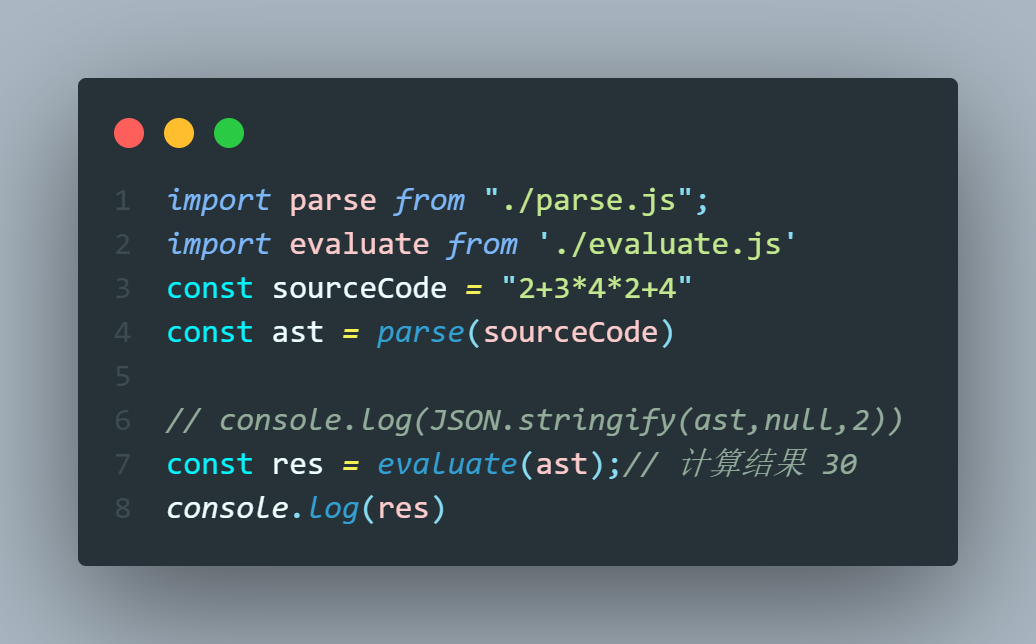 1 import parse from "./parse.js";
2 import evaluate from './evaluate.js'
3 const sourceCode = "2+3*4*2+4"
4 const ast = parse(sourceCode)
5
6 // console.log(JSON.stringify(ast,null,2))
7 const res = evaluate(ast);// 计算结果 30
8 console.log(res)